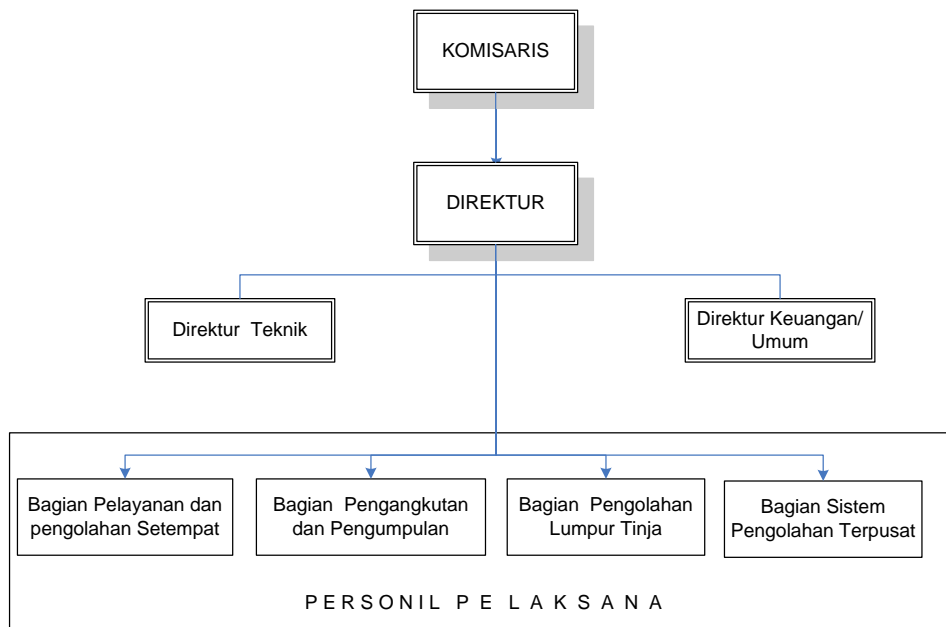 KOMISARIS
DIREKTUR
Direktur Teknik
Direktur Keuangan/
Umum
Bagian Pelayanan dan
pengolahan Setempat
Bagian Pengangkutan
dan Pengumpulan
Bagian Pengolahan
Lumpur Tinja
Bagian Sistem
Pengolahan Terpusat
P E R S O N I L P E L A K S A N A